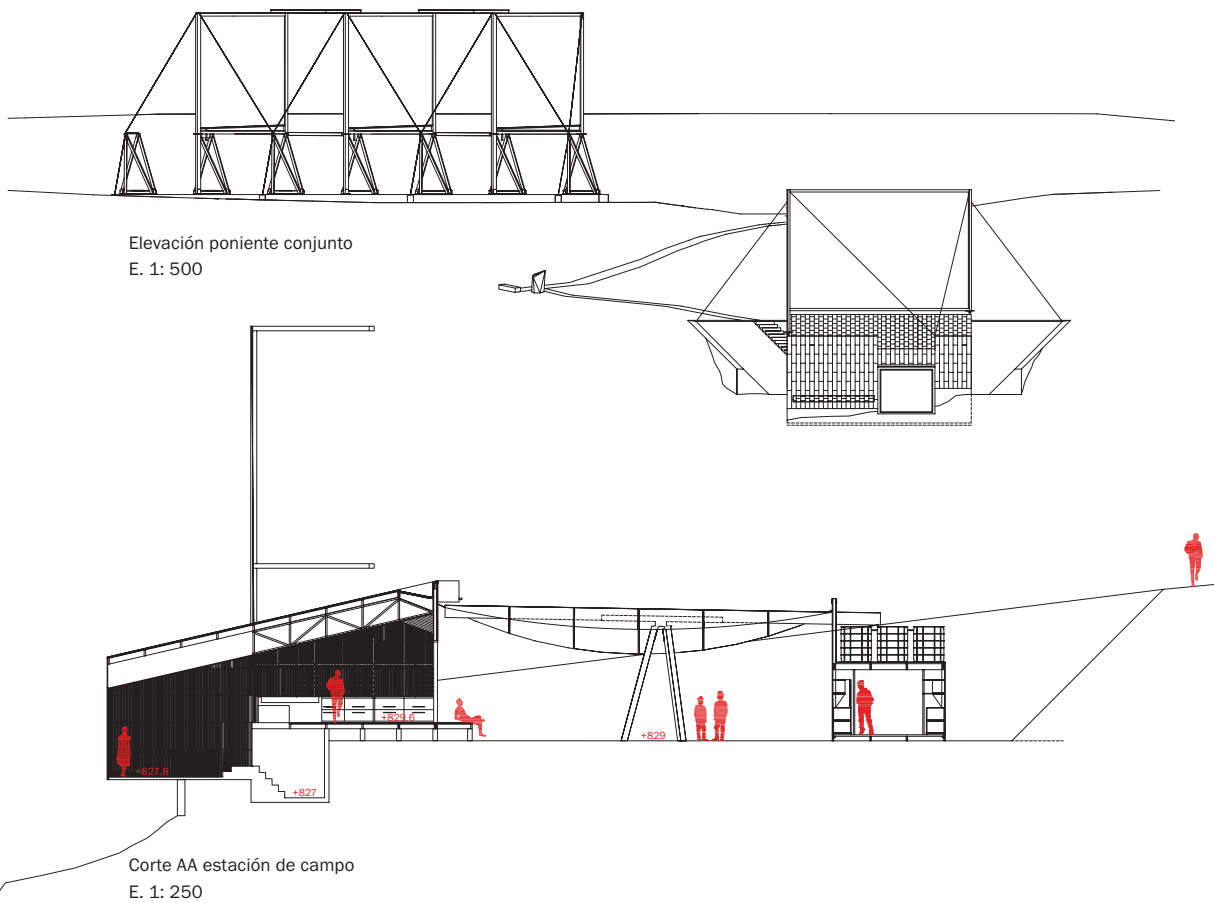 Elevación poniente conjunto
E. 1: 500
+829.6
+829
+827.8
+827
Corte AA estación de campo
E. 1: 250